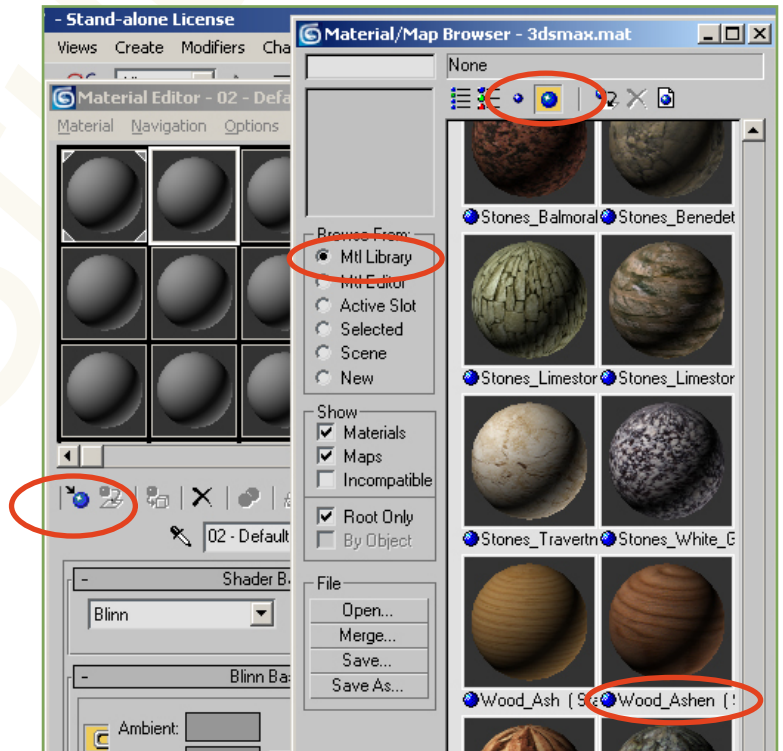 - Stand-alone License
Views Create Modifiers Cha
Material Editor - 02 - Defa
Material Navigation Options
02 - Default
- Shader Ba
Blinn
- Blinn Ba
Ambient:
Material/Map Browser - 3dsmax.mat
None
Browse From:
Mtl Library
Mtl Editor
Active Slot
Selected
Scene
New
Show
Materials
Maps
Incompatible
Root Only
By Object
File
Open...
Merge...
Save...
Save As...
Stones_Balmoral Stones_Benedet
Stones_Limestor Stones_Limestor
Stones_Travertn Stones_White_G
Wood_Ash ( Sta Wood_Ashen ( S